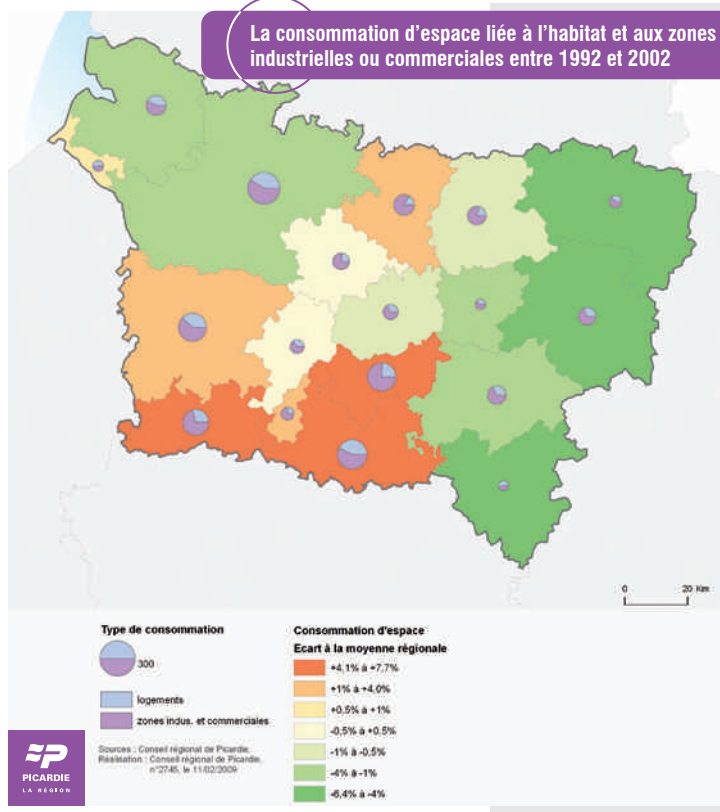 La consommation d'espace liée à l'habitat et aux zones
industrielles ou commerciales entre 1992 et 2002
0 20 Km
Type de consommation
300
logements
zones indus. et commerciales
Sources : Conseil régional de Picardie.
Réalisation : Conseil régional de Picardie,
n°2745, le 11/02/2009
Consommation d'espace
Ecart à la moyenne régionale
+4,1% à +7,7%
+1% à +4,0%
+0,5% à +1%
-0,5% à +0,5%
-1% à -0,5%
-4% à -1%
-6,4% à -4%
PICARDIE
LA RÉGION